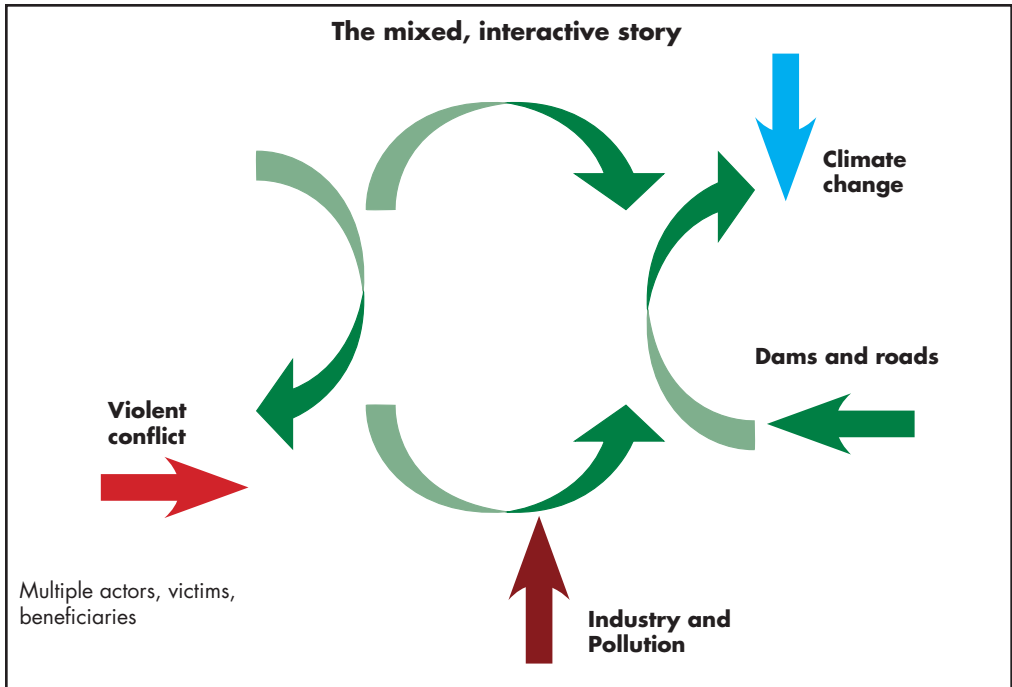 The mixed, interactive story
Climate
change
Dams and roads
Violent
conflict
Multiple actors, victims,
beneficiaries
Industry and
Pollution